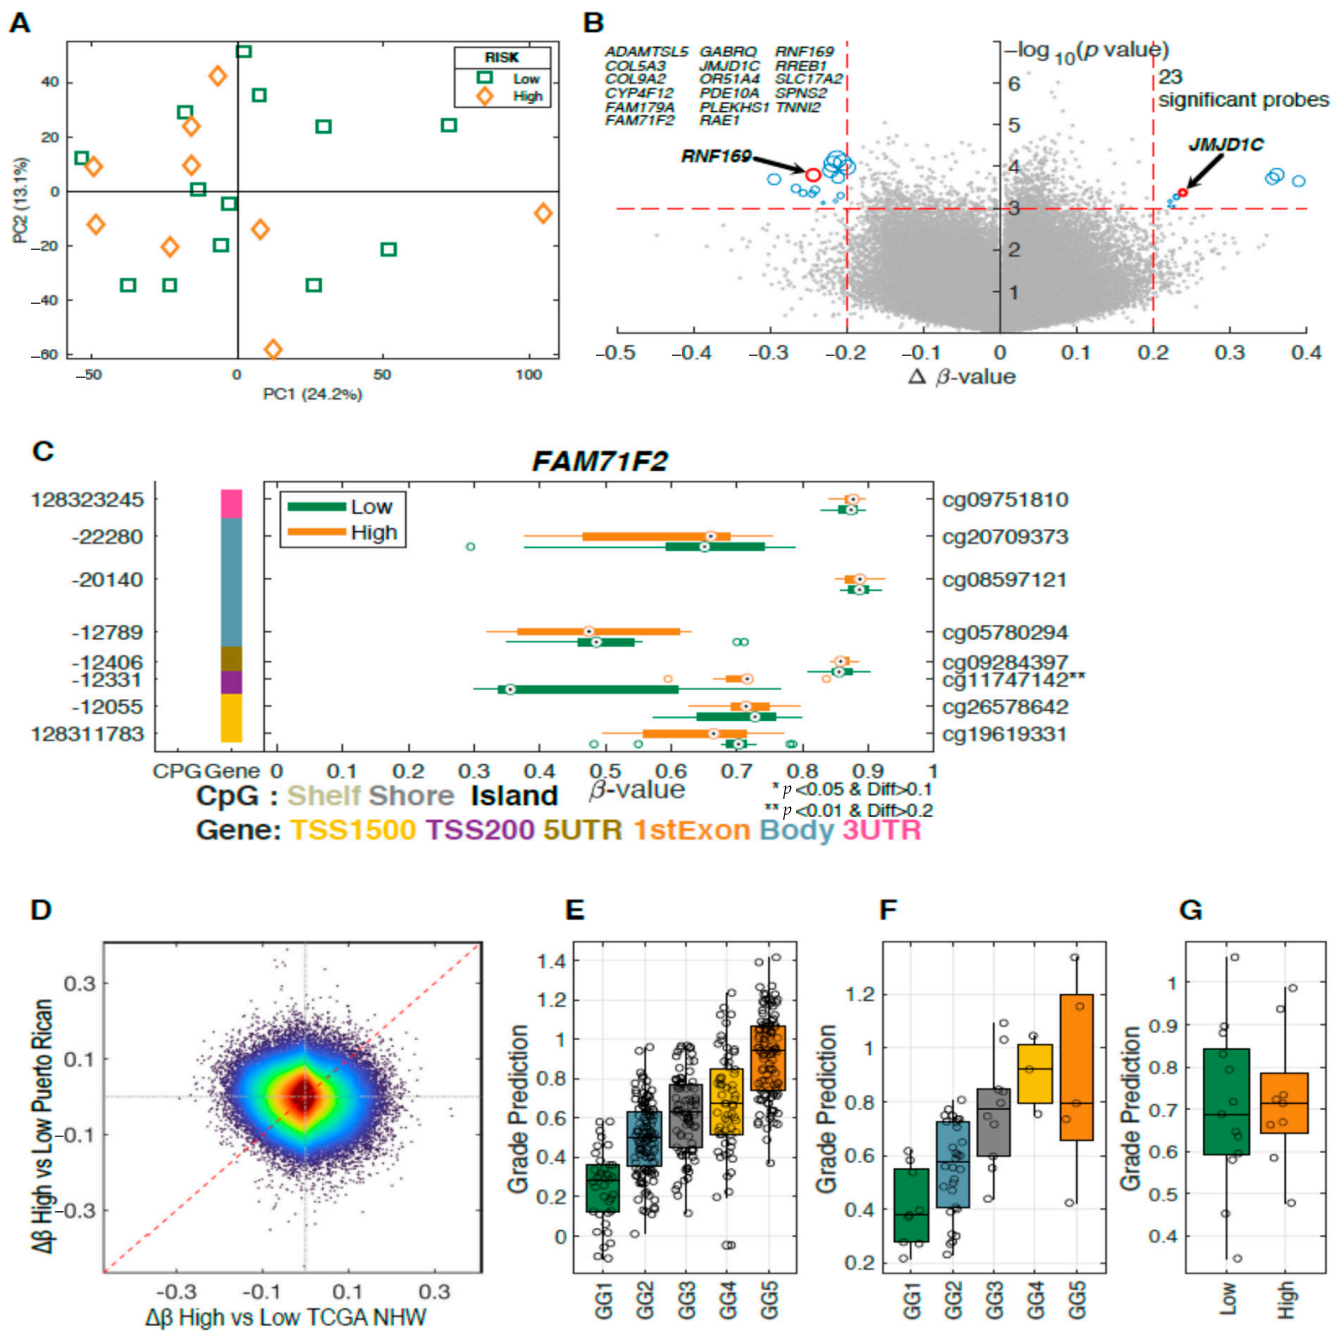 A
RISK
Low
High
40
20
0
−20
−40
−60
PC2 (13.1%)
−50
0
50
100
PC1 (24.2%)
B
ADAMTSL5 GABRQ RNF169
COL5A3 JMJD1C RREB1
COL9A2 OR51A4 SLC17A2
CYP4F12 PDE10A SPNS2
FAM179A PLEKHS1 TNNI2
FAM71F2 RAE1
−log10(p value)
23
significant probes
RNF169
JMJD1C
6
5
4
3
2
1
−0.5 −0.4 −0.3 −0.2 −0.1 0 0.1 0.2 0.3 0.4
Δ β-value
C
FAM71F2
Low
High
128323245
-22280
-20140
-12789
-12406
-12331
-12055
128311783
cg09751810
cg20709373
cg08597121
cg05780294
cg09284397
cg11747142**
cg26578642
cg19619331
CPG Gene 0 0.1 0.2 0.3 0.4 0.5 0.6 0.7 0.8 0.9 1
β-value
* p <0.05 & Diff>0.1
** p <0.01 & Diff>0.2
CpG : Shelf Shore Island
Gene: TSS1500 TSS200 5UTR 1stExon Body 3UTR
D
Δβ High vs Low Puerto Rican
0.3
0.1
−0.1
−0.3
-0.3 -0.1 0.1 0.3
Δβ High vs Low TCGA NHW
E
Grade Prediction
1.4
1.2
1
0.8
0.6
0.4
0.2
0
GG1 GG2 GG3 GG4 GG5
F
Grade Prediction
1.2
1
0.8
0.6
0.4
0.2
GG1 GG2 GG3 GG4 GG5
G
Grade Prediction
1
0.9
0.8
0.7
0.6
0.5
0.4
Low High